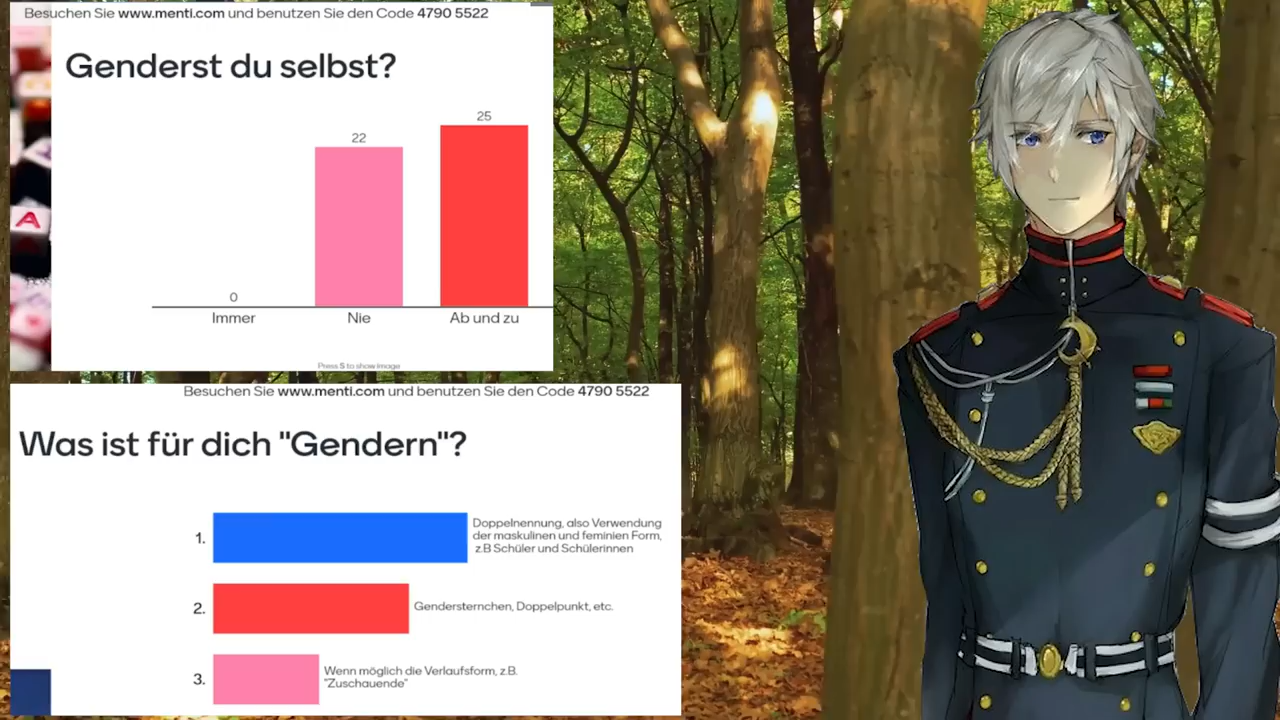 Besuchen Sie www.menti.com und benutzen Sie den Code 4790 5522
Genderst du selbst?
25
22
0
Immer
Nie
Ab und zu
Press S to show image
A
Besuchen Sie www.menti.com und benutzen Sie den Code 4790 5522
Was ist für dich "Gendern"?
1.
Doppelnennung, also Verwendung
der maskulinen und feminien Form,
z.B Schüler und Schülerinnen
2.
Gendersternchen, Doppelpunkt, etc.
3.
Wenn möglich die Verlaufsform, z.B.
"Zuschauende"